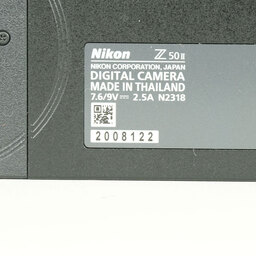 Nikon Z 50II
NIKON CORPORATION, JAPAN
DIGITAL CAMERA
MADE IN THAILAND
7.6/9V⎓ 2.5A N2318
2008122